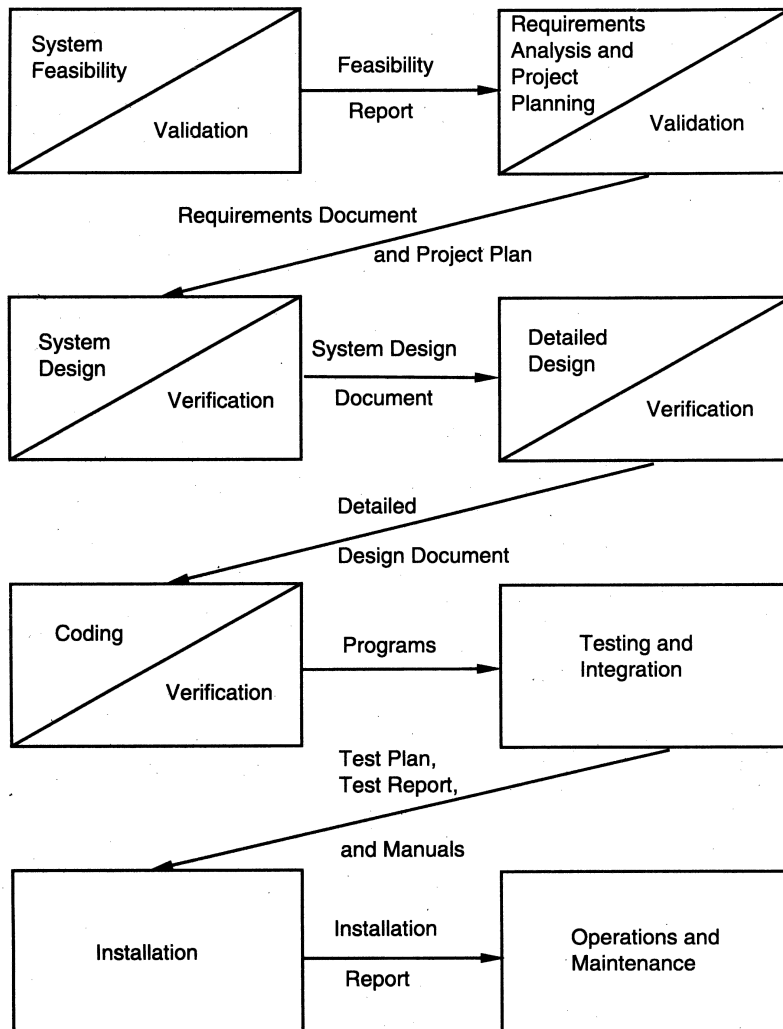 System
Feasibility
Validation
Feasibility
Report
Requirements
Analysis and
Project
Planning
Validation
Requirements Document
and Project Plan
System
Design
Verification
System Design
Document
Detailed
Design
Verification
Detailed
Design Document
Coding
Verification
Programs
Testing and
Integration
Test Plan,
Test Report,
and Manuals
Installation
Installation
Report
Operations and
Maintenance